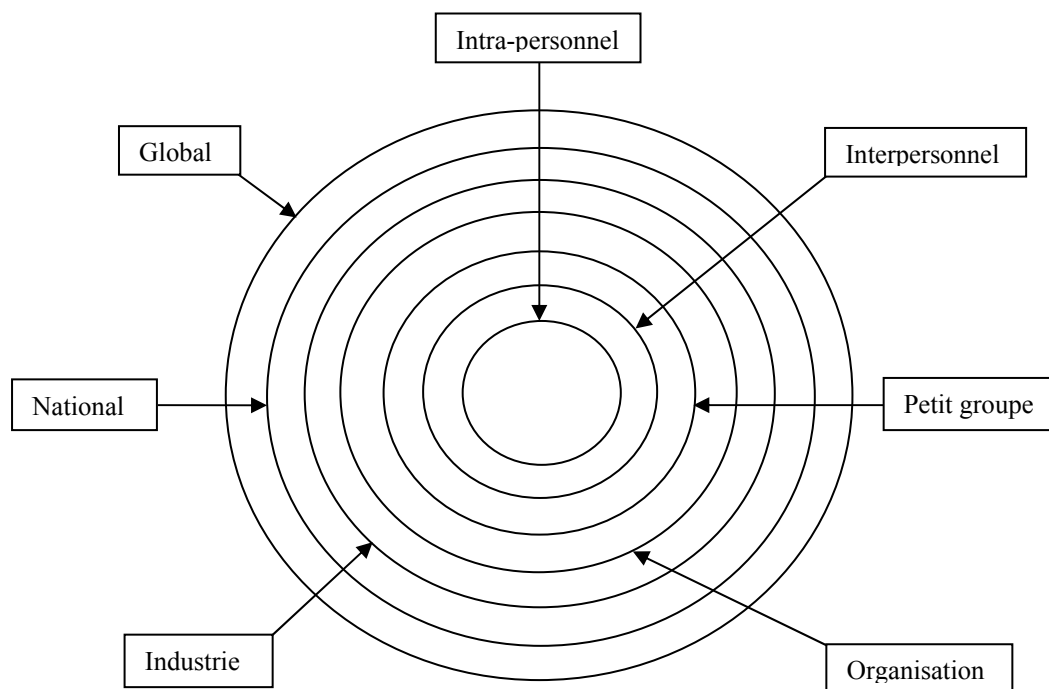 Intra-personnel
Global
Interpersonnel
National
Petit groupe
Industrie
Organisation